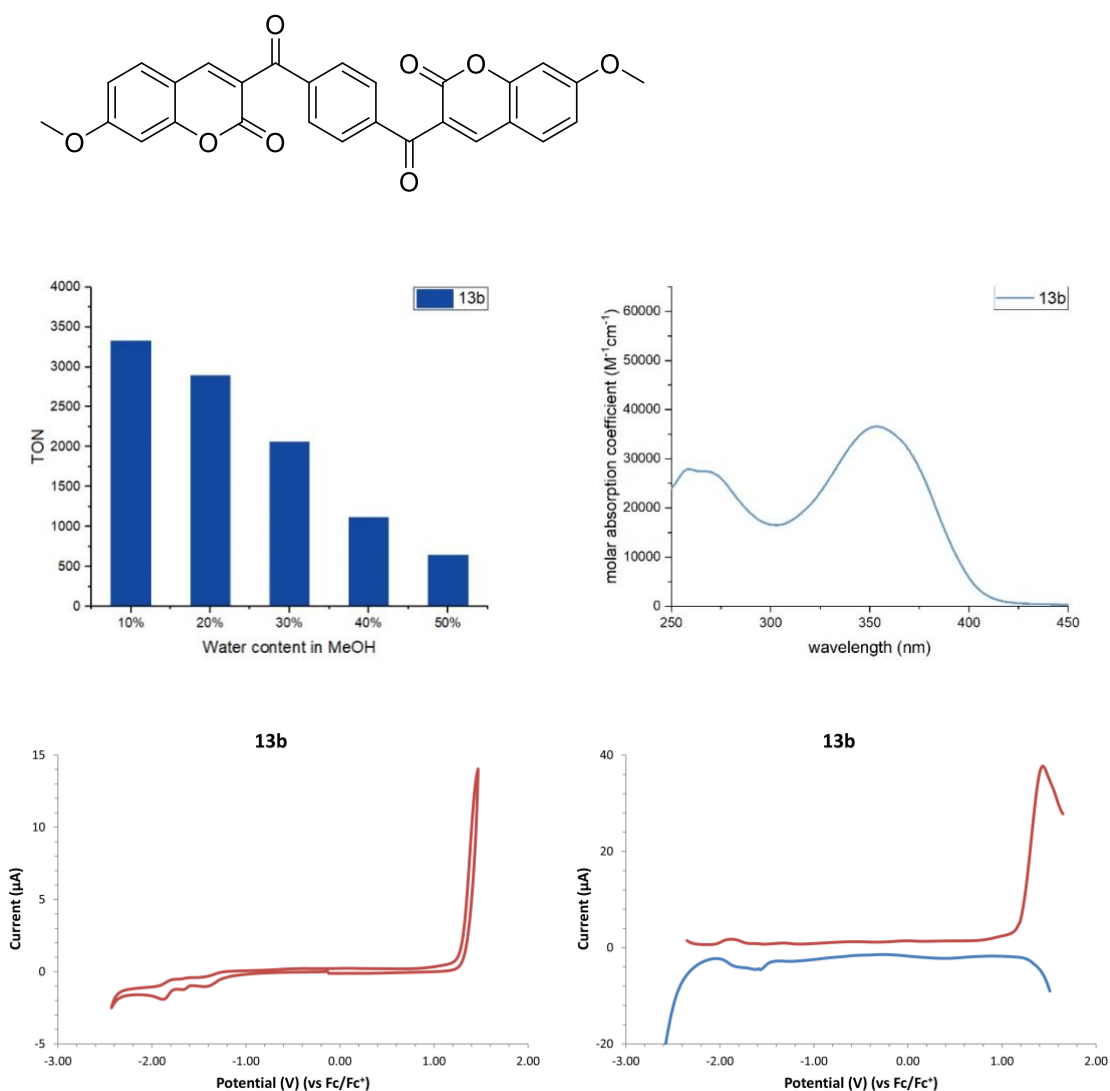 O
O
O
O
O
O
O
O
4000
3500
3000
2500
2000
1500
1000
500
0
TON
13b
10%
20%
30%
40%
50%
Water content in MeOH
60000
50000
40000
30000
20000
10000
0
molar absorption coefficient (M⁻¹cm⁻¹)
13b
250
300
350
400
450
wavelength (nm)
13b
15
10
5
0
-5
Current (µA)
-3.00
-2.00
-1.00
0.00
1.00
2.00
Potential (V) (vs Fc/Fc⁺)
13b
40
20
0
-20
Current (µA)
-3.00
-2.00
-1.00
0.00
1.00
2.00
Potential (V) (vs Fc/Fc⁺)